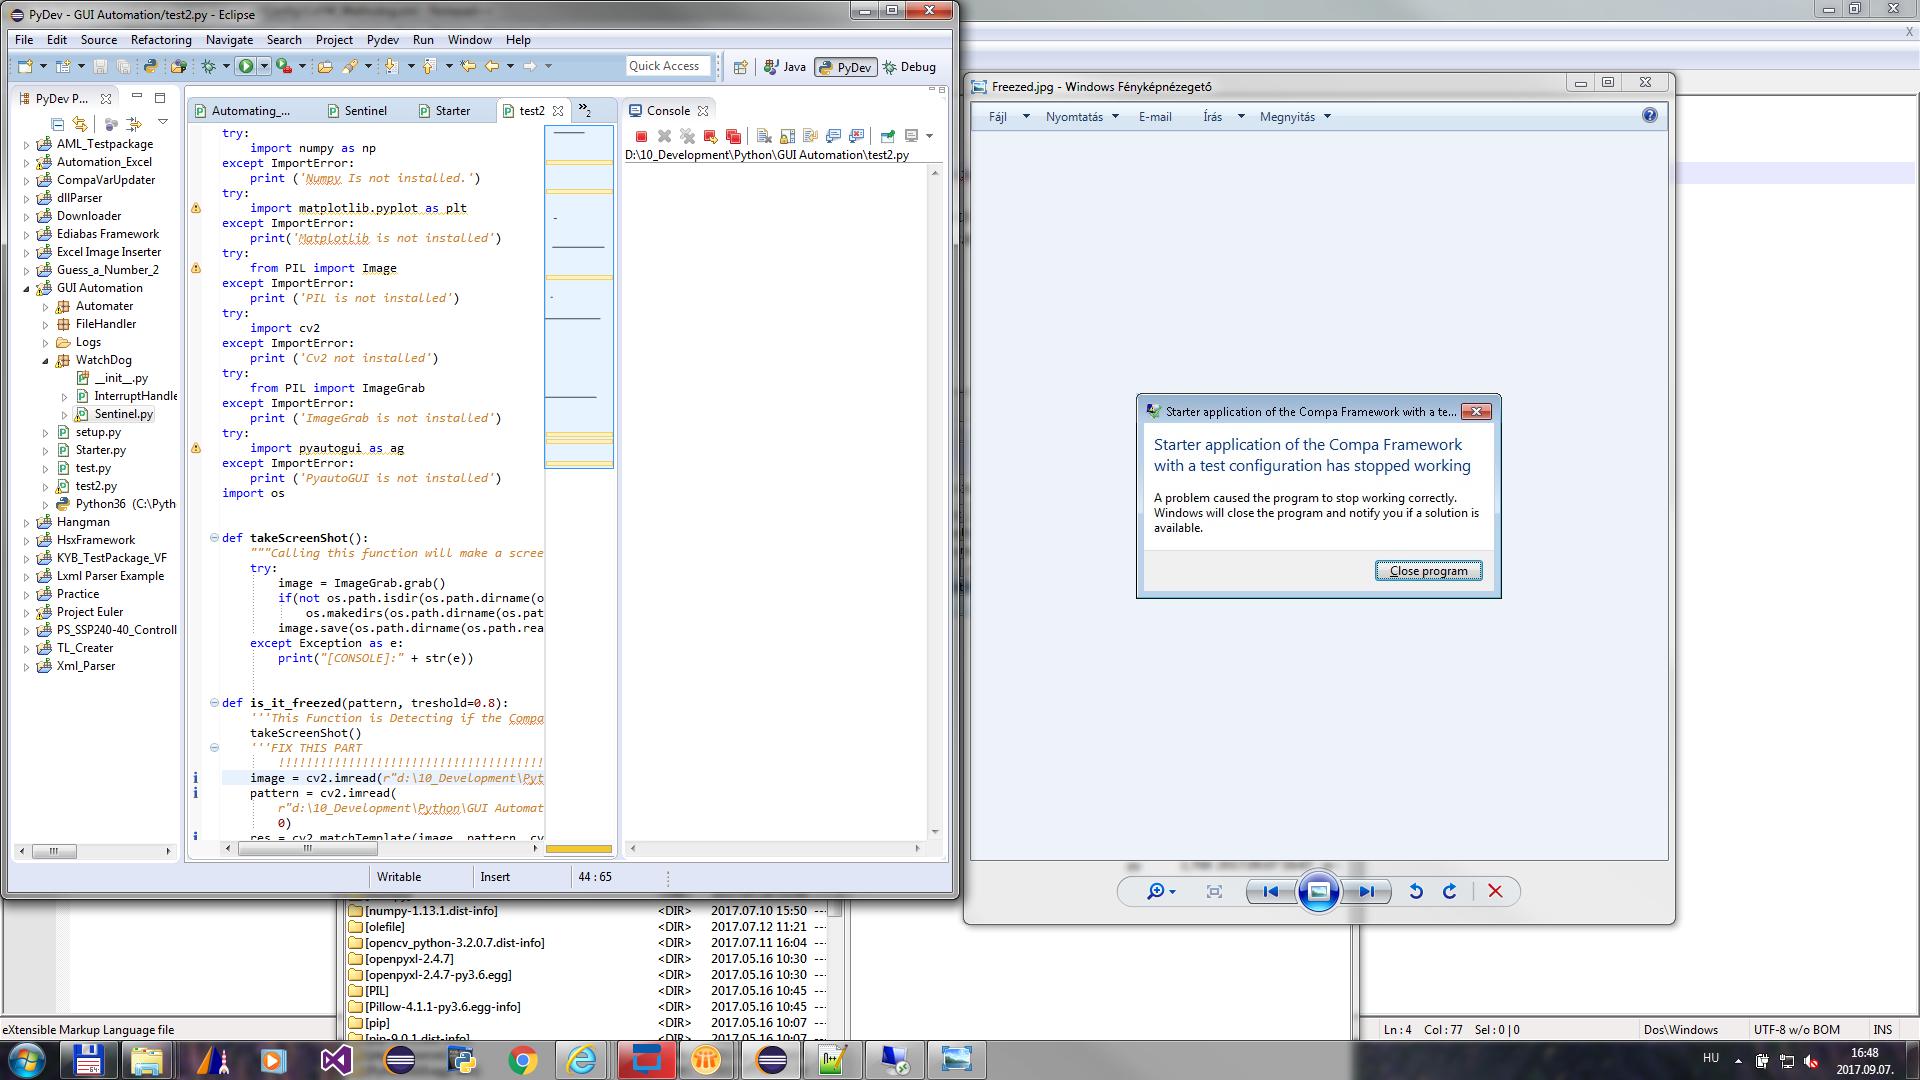 PyDev - GUI Automation/test2.py - Eclipse
File Edit Source Refactoring Navigate Search Project Pydev Run Window Help
Quick Access
Java
PyDev
Debug
PyDev P...
AML_Testpackage
Automation_Excel
CompaVarUpdater
dllParser
Downloader
Ediabas Framework
Excel Image Inserter
Guess_a_Number_2
GUI Automation
Automater
FileHandler
Logs
WatchDog
__init__.py
InterruptHandle
Sentinel.py
setup.py
Starter.py
test.py
test2.py
Python36 (C:\Pyth
Hangman
HsxFramework
KYB_TestPackage_VF
Lxml Parser Example
Practice
Project Euler
PS_SSP240-40_Controll
TL_Creater
Xml_Parser
Automating_... Sentinel Starter test2 »2
try:
import numpy as np
except ImportError:
print ('Numpy Is not installed.')
try:
import matplotlib.pyplot as plt
except ImportError:
print('Matplotlib is not installed')
try:
from PIL import Image
except ImportError:
print ('PIL is not installed')
try:
import cv2
except ImportError:
print ('Cv2 not installed')
try:
from PIL import ImageGrab
except ImportError:
print ('ImageGrab is not installed')
try:
import pyautogui as ag
except ImportError:
print ('PyautoGUI is not installed')
import os
def takeScreenShot():
"""Calling this function will make a scree
try:
image = ImageGrab.grab()
if(not os.path.isdir(os.path.dirname(o
os.makedirs(os.path.dirname(os.pat
image.save(os.path.dirname(os.path.rea
except Exception as e:
print("[CONSOLE]:" + str(e))
def is_it_freezed(pattern, treshold=0.8):
'''This Function is Detecting if the Compa
takeScreenShot()
'''FIX THIS PART
!!!!!!!!!!!!!!!!!!!!!!!!!!!!!!!!!!!!!!
image = cv2.imread(r"d:\10_Development\Pyt
pattern = cv2.imread(
r"d:\10_Development\Python\GUI Automat
0)
res = cv2.matchTemplate(image, pattern, cv
Console
D:\10_Development\Python\GUI Automation\test2.py
Writable Insert 44 : 65
Freezed.jpg - Windows Fényképnézegető
Fájl Nyomtatás E-mail Írás Megnyitás
Starter application of the Compa Framework with a te...
Starter application of the Compa Framework
with a test configuration has stopped working
A problem caused the program to stop working correctly.
Windows will close the program and notify you if a solution is
available.
Close program
[numpy-1.13.1.dist-info] <DIR> 2017.07.10 15:50 ---
[olefile] <DIR> 2017.07.12 11:21 ---
[opencv_python-3.2.0.7.dist-info] <DIR> 2017.07.11 16:04 ---
[openpyxl-2.4.7] <DIR> 2017.05.16 10:30 ---
[openpyxl-2.4.7-py3.6.egg] <DIR> 2017.05.16 10:30 ---
[PIL] <DIR> 2017.05.16 10:45 ---
[Pillow-4.1.1-py3.6.egg-info] <DIR> 2017.05.16 10:45 ---
[pip] <DIR> 2017.05.16 10:07 ---
[pip-9.0.1.dist-info] <DIR> 2017.05.16 10:07 ---
eXtensible Markup Language file
Ln : 4 Col : 77 Sel : 0 | 0
Dos\Windows
UTF-8 w/o BOM
INS
HU
16:48
2017.09.07.